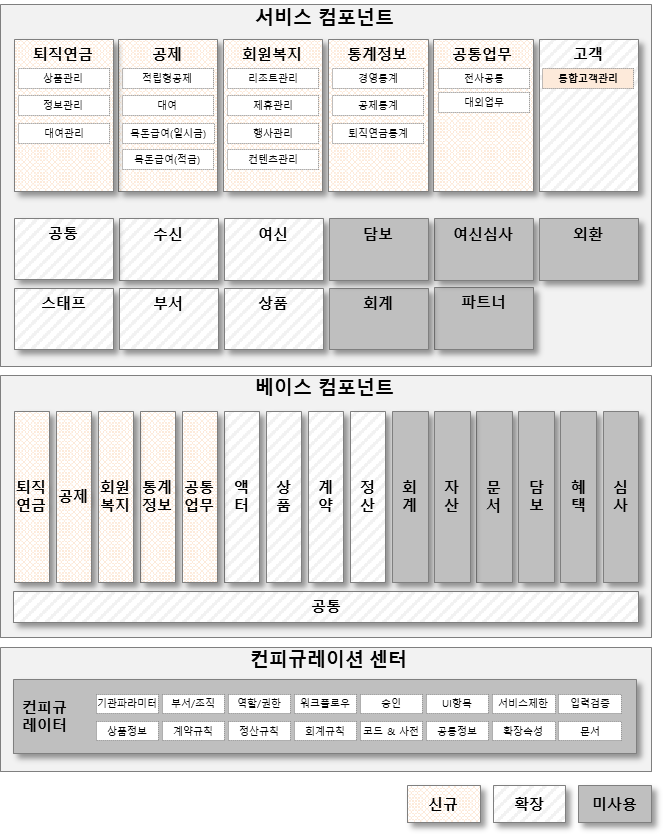 서비스 컴포넌트
퇴직연금
상품관리
정보관리
대여관리
공제
적립형공제
대여
목돈급여(일시금)
목돈급여(적금)
회원복지
리조트관리
제휴관리
행사관리
컨텐츠관리
통계정보
경영통계
공제통계
퇴직연금통계
공통업무
전사공통
대외업무
고객
통합고객관리
공통
수신
여신
담보
여신심사
외환
스태프
부서
상품
회계
파트너
베이스 컴포넌트
퇴직
연금
공제
회원
복지
통계
정보
공통
업무
액
터
상
품
계
약
정
산
회
계
자
산
문
서
담
보
혜
택
심
사
공통
컨피규레이션 센터
컨피규
레이터
기관파라미터
부서/조직
역할/권한
워크플로우
승인
UI항목
서비스제한
입력검증
상품정보
계약규칙
정산규칙
회계규칙
코드 & 사전
공통정보
확장속성
문서
신규
확장
미사용